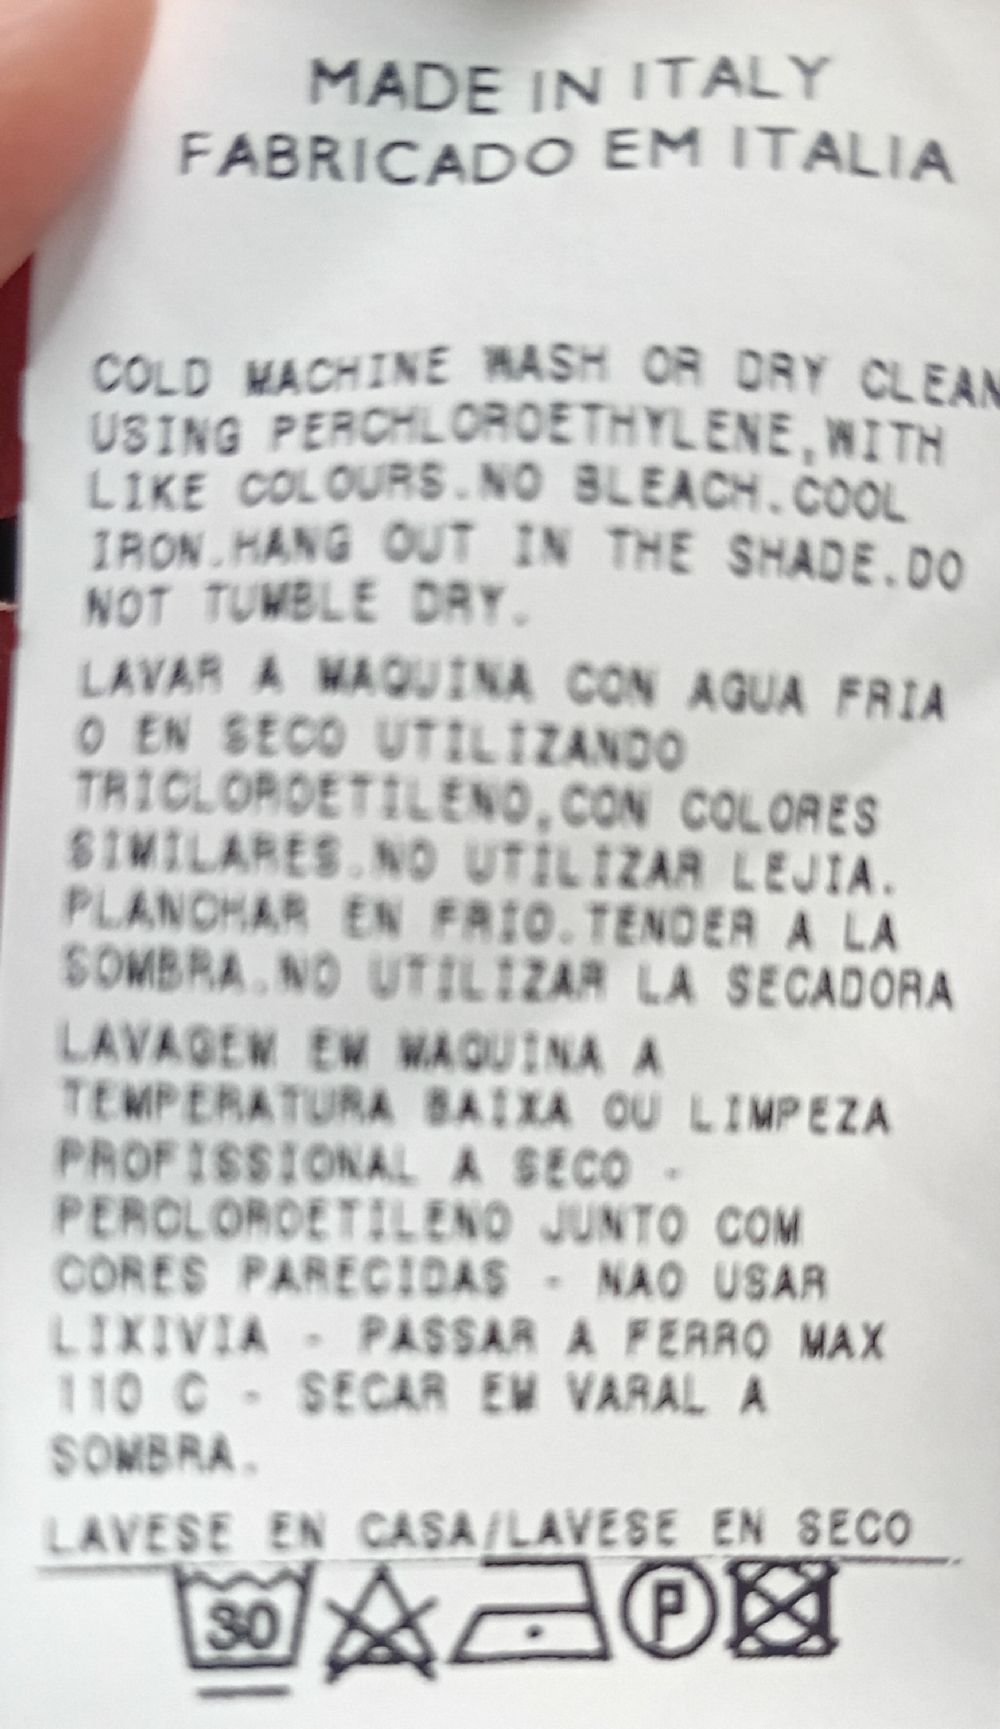 MADE IN ITALY
FABRICADO EM ITALIA
COLD MACHINE WASH OR DRY CLEAN
USING PERCHLOROETHYLENE,WITH
LIKE COLOURS.NO BLEACH.COOL
IRON.HANG OUT IN THE SHADE.DO
NOT TUMBLE DRY.
LAVAR A MAQUINA CON AGUA FRIA
O EN SECO UTILIZANDO
TRICLOROETILENO,CON COLORES
SIMILARES.NO UTILIZAR LEJIA.
PLANCHAR EN FRIO.TENDER A LA
SOMBRA.NO UTILIZAR LA SECADORA
LAVAGEM EM MAQUINA A
TEMPERATURA BAIXA OU LIMPEZA
PROFISSIONAL A SECO -
PERCLOROETILENO JUNTO COM
CORES PARECIDAS - NAO USAR
LIXIVIA - PASSAR A FERRO MAX
110 C - SECAR EM VARAL A
SOMBRA.
LAVESE EN CASA/LAVESE EN SECO
30 P